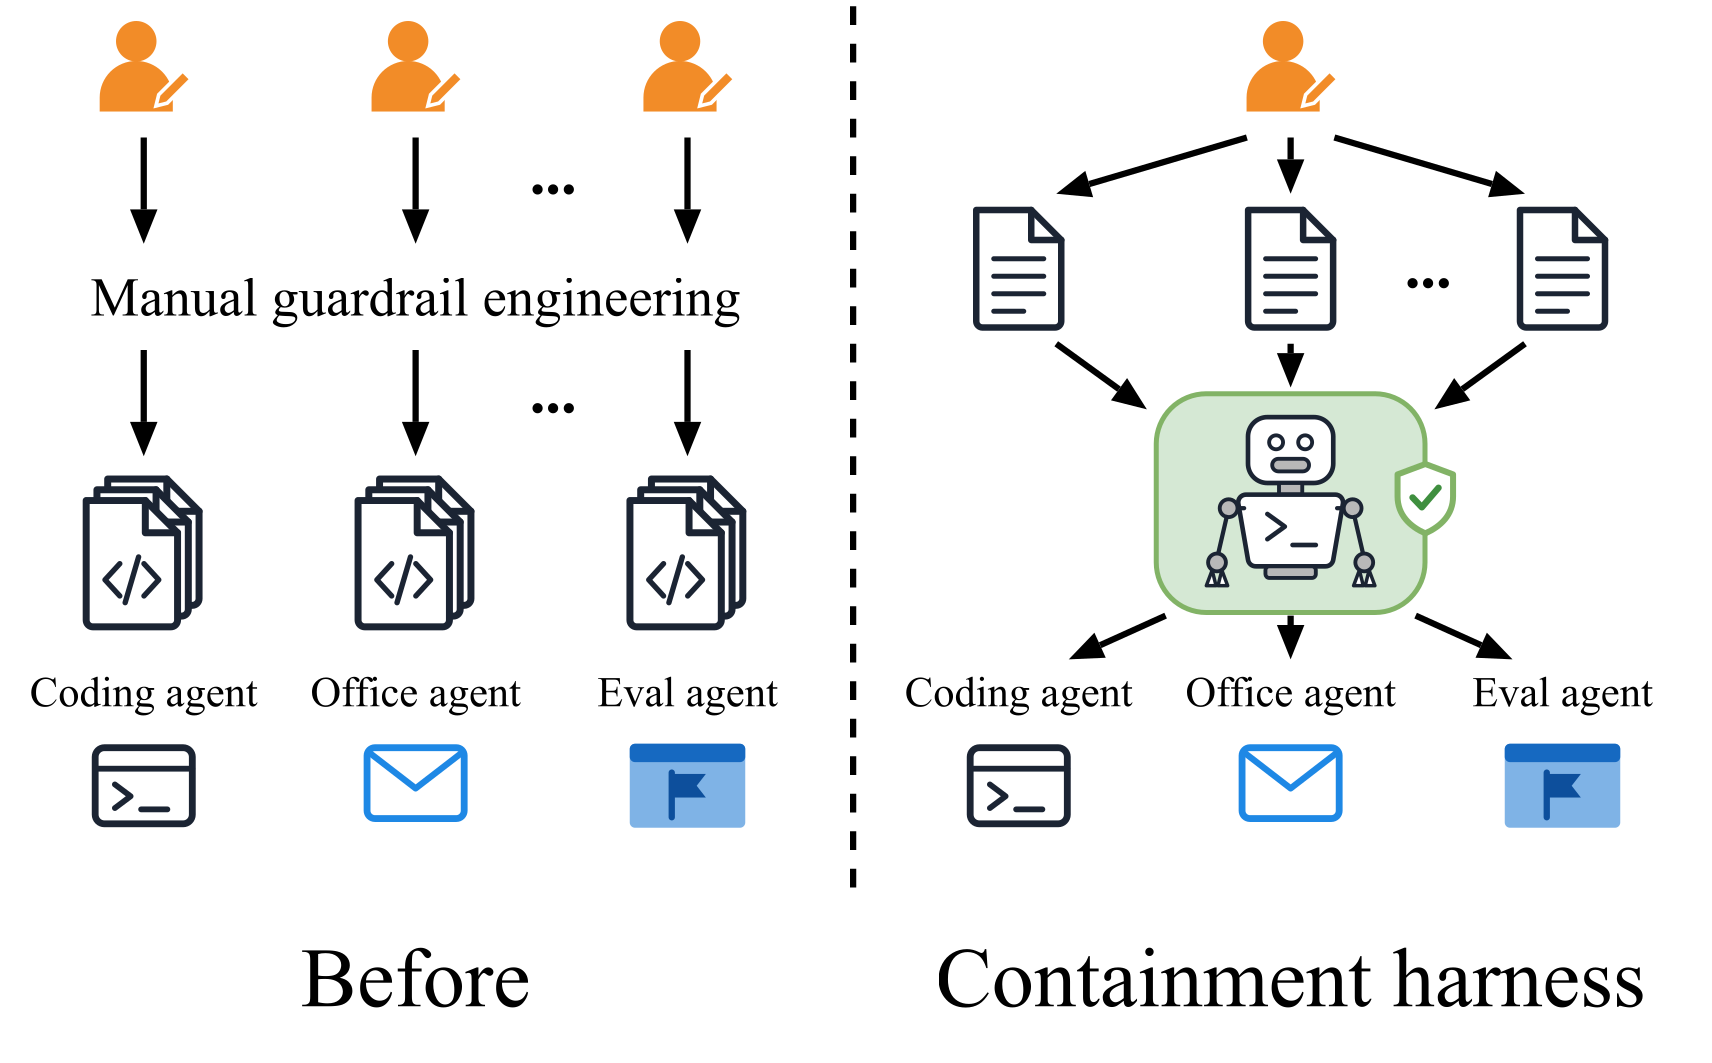 ...
Manual guardrail engineering
...
Coding agent
Office agent
Eval agent
Before
...
Coding agent
Office agent
Eval agent
Containment harness